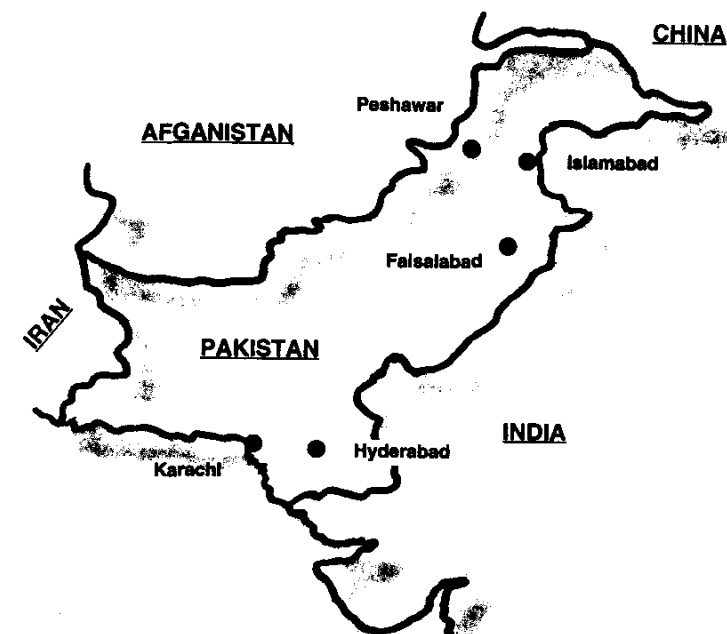 CHINA
Peshawar
AFGANISTAN
Islamabad
Faisalabad
IRAN
PAKISTAN
INDIA
Hyderabad
Karachi